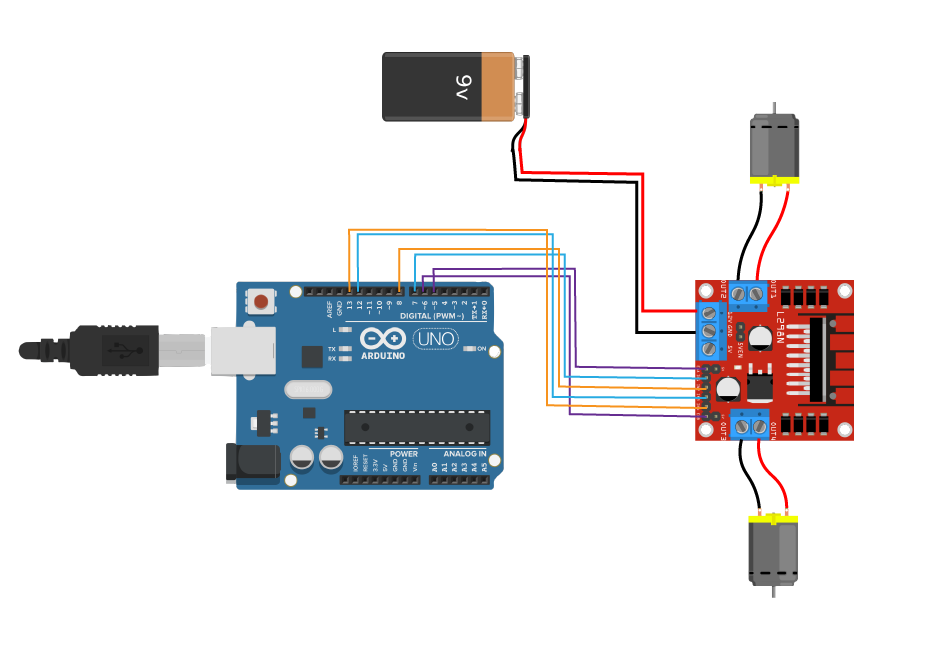 9v
AREF
GND
13
12
~11
~10
~9
8
7
~6
~5
4
~3
2
TX→1
RX←0
DIGITAL (PWM~)
L
TX
RX
ARDUINO
UNO
ON
POWER
ANALOG IN
IOREF
RESET
3.3V
5V
GND
GND
Vin
A0
A1
A2
A3
A4
A5
OUT2
OUT1
12V
GND
5V
5VEN
L298N
OUT3
OUT4